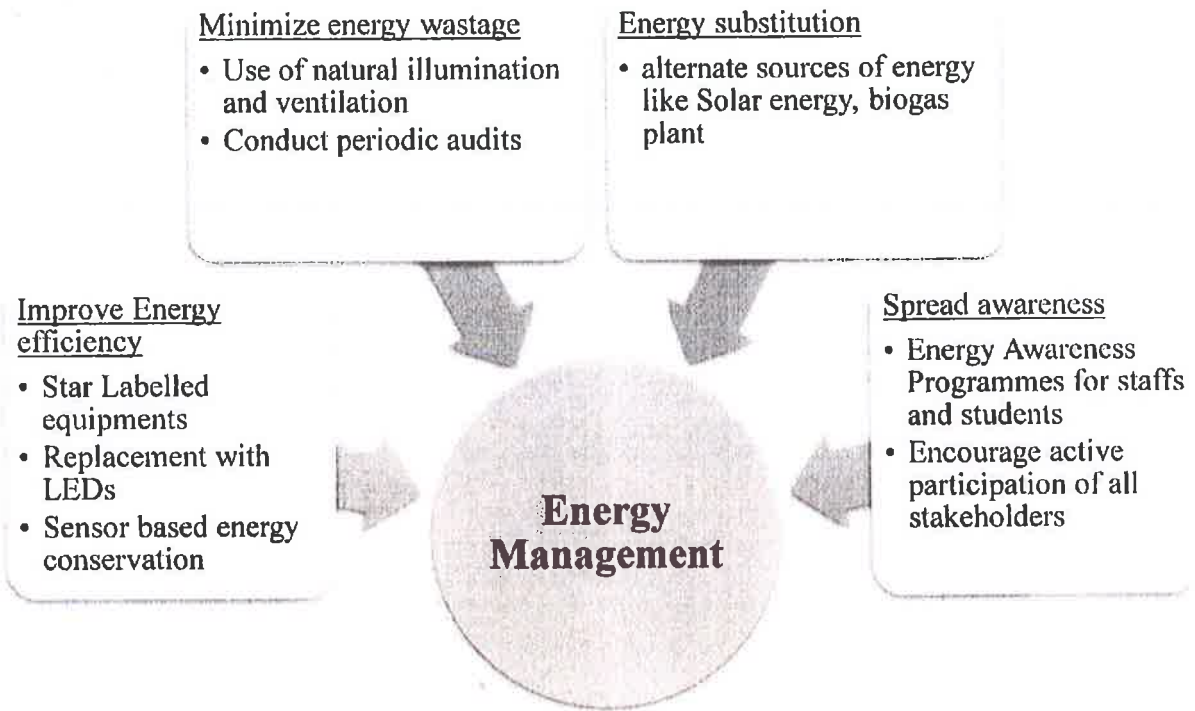 Minimize energy wastage
• Use of natural illumination
and ventilation
• Conduct periodic audits
Energy substitution
• alternate sources of energy
like Solar energy, biogas
plant
Improve Energy
efficiency
• Star Labelled
equipments
• Replacement with
LEDs
• Sensor based energy
conservation
Spread awareness
• Energy Awareness
Programmes for staffs
and students
• Encourage active
participation of all
stakeholders
Energy
Management